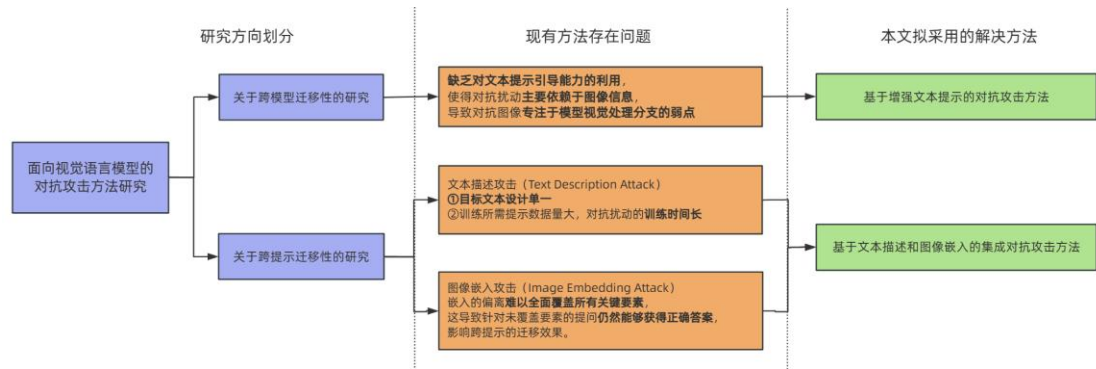 研究方向划分
现有方法存在问题
本文拟采用的解决方法
面向视觉语言模型的
对抗攻击方法研究
关于跨模型迁移性的研究
缺乏对文本提示引导能力的利用，
使得对抗扰动主要依赖于图像信息，
导致对抗图像专注于模型视觉处理分支的弱点
基于增强文本提示的对抗攻击方法
关于跨提示迁移性的研究
文本描述攻击（Text Description Attack）
①目标文本设计单一
②训练所需提示数据量大，对抗扰动的训练时间长
图像嵌入攻击（Image Embedding Attack）
嵌入的偏离难以全面覆盖所有关键要素，
这导致针对未覆盖要素的提问仍然能够获得正确答案，
影响跨提示的迁移效果。
基于文本描述和图像嵌入的集成对抗攻击方法